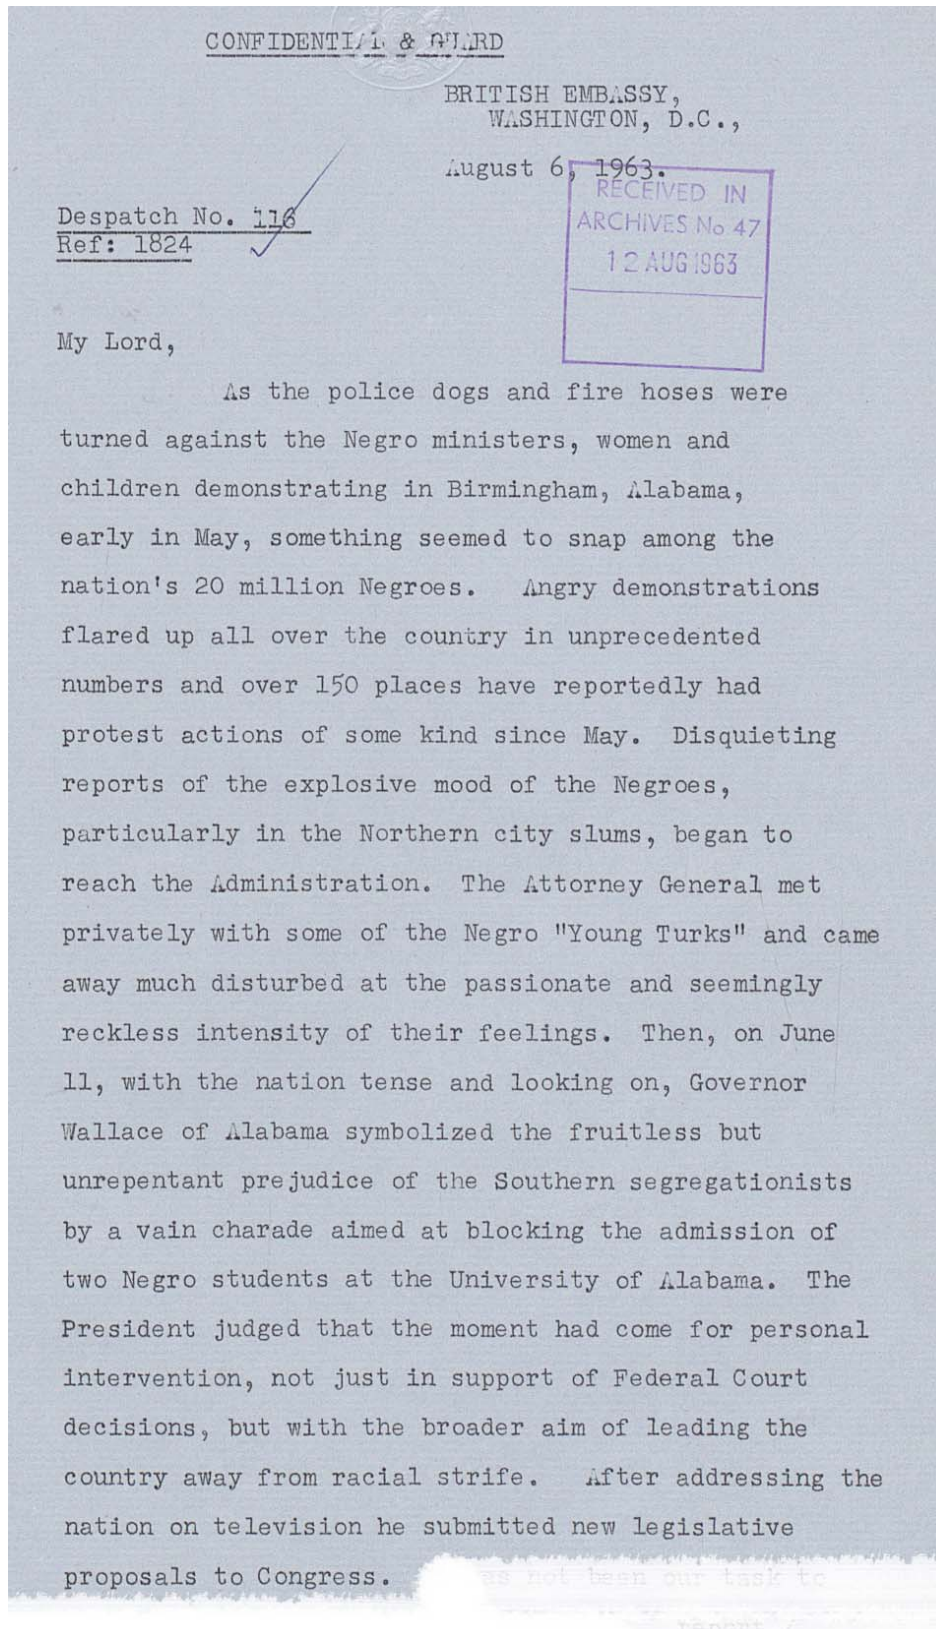 CONFIDENTIAL & GUARD
BRITISH EMBASSY,
WASHINGTON, D.C.,
August 6, 1963.
RECEIVED IN
ARCHIVES No 47
12 AUG 1963
Despatch No. 116
Ref: 1824
My Lord,
As the police dogs and fire hoses were
turned against the Negro ministers, women and
children demonstrating in Birmingham, Alabama,
early in May, something seemed to snap among the
nation's 20 million Negroes. Angry demonstrations
flared up all over the country in unprecedented
numbers and over 150 places have reportedly had
protest actions of some kind since May. Disquieting
reports of the explosive mood of the Negroes,
particularly in the Northern city slums, began to
reach the Administration. The Attorney General met
privately with some of the Negro "Young Turks" and came
away much disturbed at the passionate and seemingly
reckless intensity of their feelings. Then, on June
11, with the nation tense and looking on, Governor
Wallace of Alabama symbolized the fruitless but
unrepentant prejudice of the Southern segregationists
by a vain charade aimed at blocking the admission of
two Negro students at the University of Alabama. The
President judged that the moment had come for personal
intervention, not just in support of Federal Court
decisions, but with the broader aim of leading the
country away from racial strife. After addressing the
nation on television he submitted new legislative
proposals to Congress. not been our task to